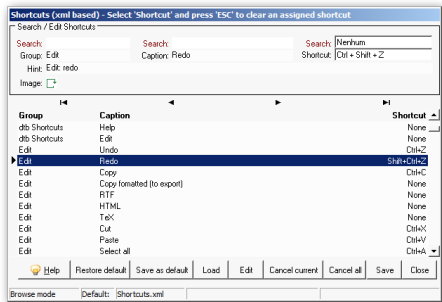 Shortcuts (xml based) - Select 'Shortcut' and press 'ESC' to clear an assigned shortcut
Search / Edit Shortcuts
Search: Search: Search: Nenhum
Group: Edit Caption: Redo Shortcut: Ctrl + Shift + Z
Hint: Edit: redo
Image:
Group Caption Shortcut
dtb Shortcuts Help None
dtb Shortcuts Edit None
Edit Undo Ctrl+Z
Edit Redo Shift+Ctrl+Z
Edit Copy Ctrl+C
Edit Copy fomatted (to export) None
Edit RTF None
Edit HTML None
Edit TeX None
Edit Cut Ctrl+X
Edit Paste Ctrl+V
Edit Select all Ctrl+A
Help Restore default Save as default Load Edit Cancel current Cancel all Save Close
Browse mode Default: Shortcuts.xml